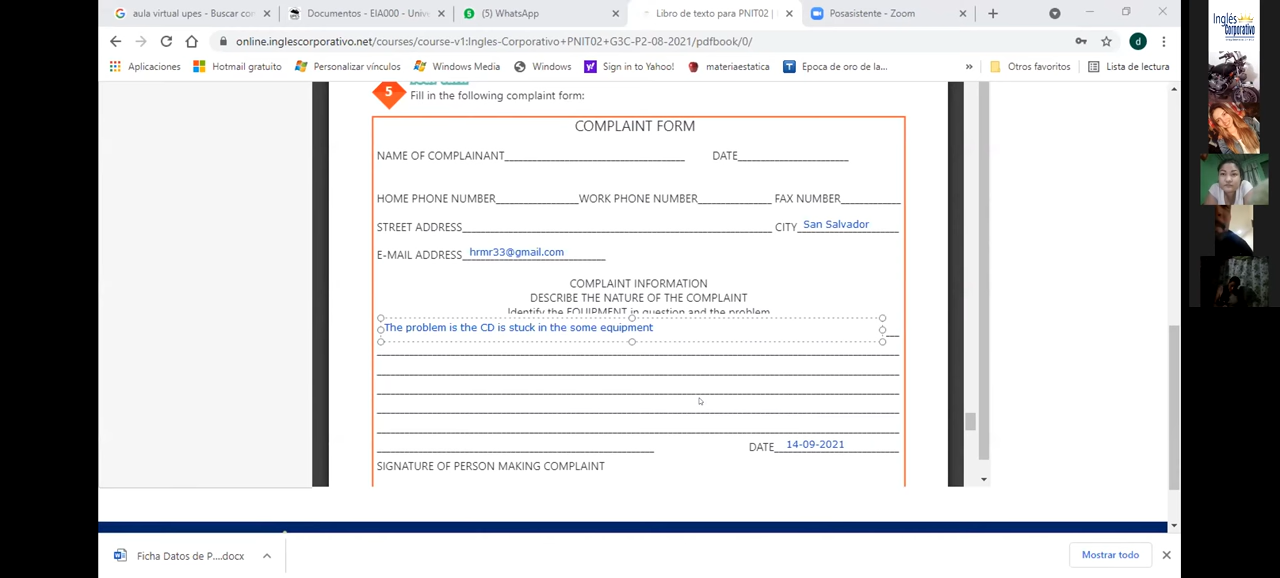 aula virtual upes - Buscar con
Documentos - EIA000 - Unive
(5) WhatsApp
Libro de texto para PNIT02 |
Posasistente - Zoom
online.inglescorporativo.net/courses/course-v1:Ingles-Corporativo+PNIT02+G3C-P2-08-2021/pdfbook/0/
Aplicaciones
Hotmail gratuito
Personalizar vínculos
Windows Media
Windows
Sign in to Yahoo!
materiaestatica
Epoca de oro de la...
»
Otros favoritos
Lista de lectura
5
Fill in the following complaint form:
COMPLAINT FORM
NAME OF COMPLAINANT DATE
HOME PHONE NUMBER WORK PHONE NUMBER FAX NUMBER
STREET ADDRESS CITY San Salvador
E-MAIL ADDRESS hrmr33@gmail.com
COMPLAINT INFORMATION
DESCRIBE THE NATURE OF THE COMPLAINT
Identify the EQUIPMENT in question and the problem
The problem is the CD is stuck in the some equipment
DATE 14-09-2021
SIGNATURE OF PERSON MAKING COMPLAINT
Ficha Datos de P....docx
Mostrar todo
Inglés
Corporativo
d